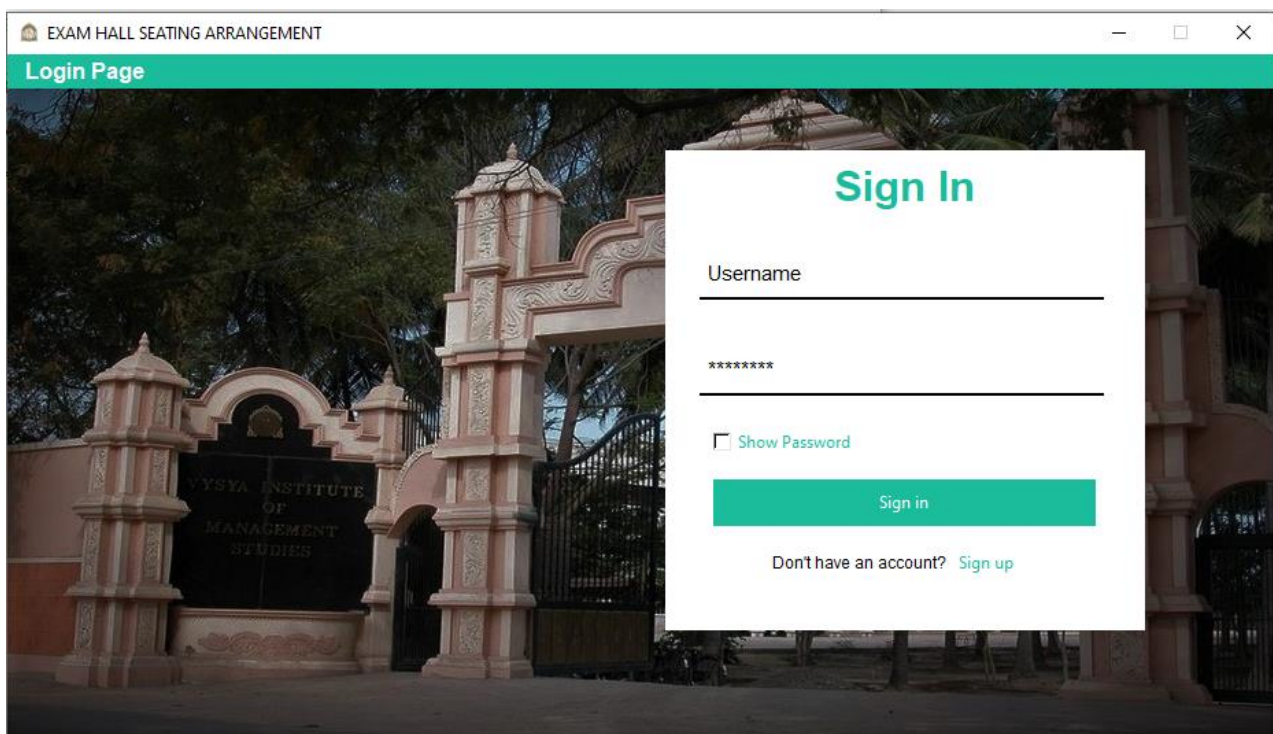 EXAM HALL SEATING ARRANGEMENT
Login Page
Sign In
Username
********
Show Password
Sign in
Don't have an account? Sign up
VYSYA INSTITUTE
OF
MANAGEMENT
STUDIES